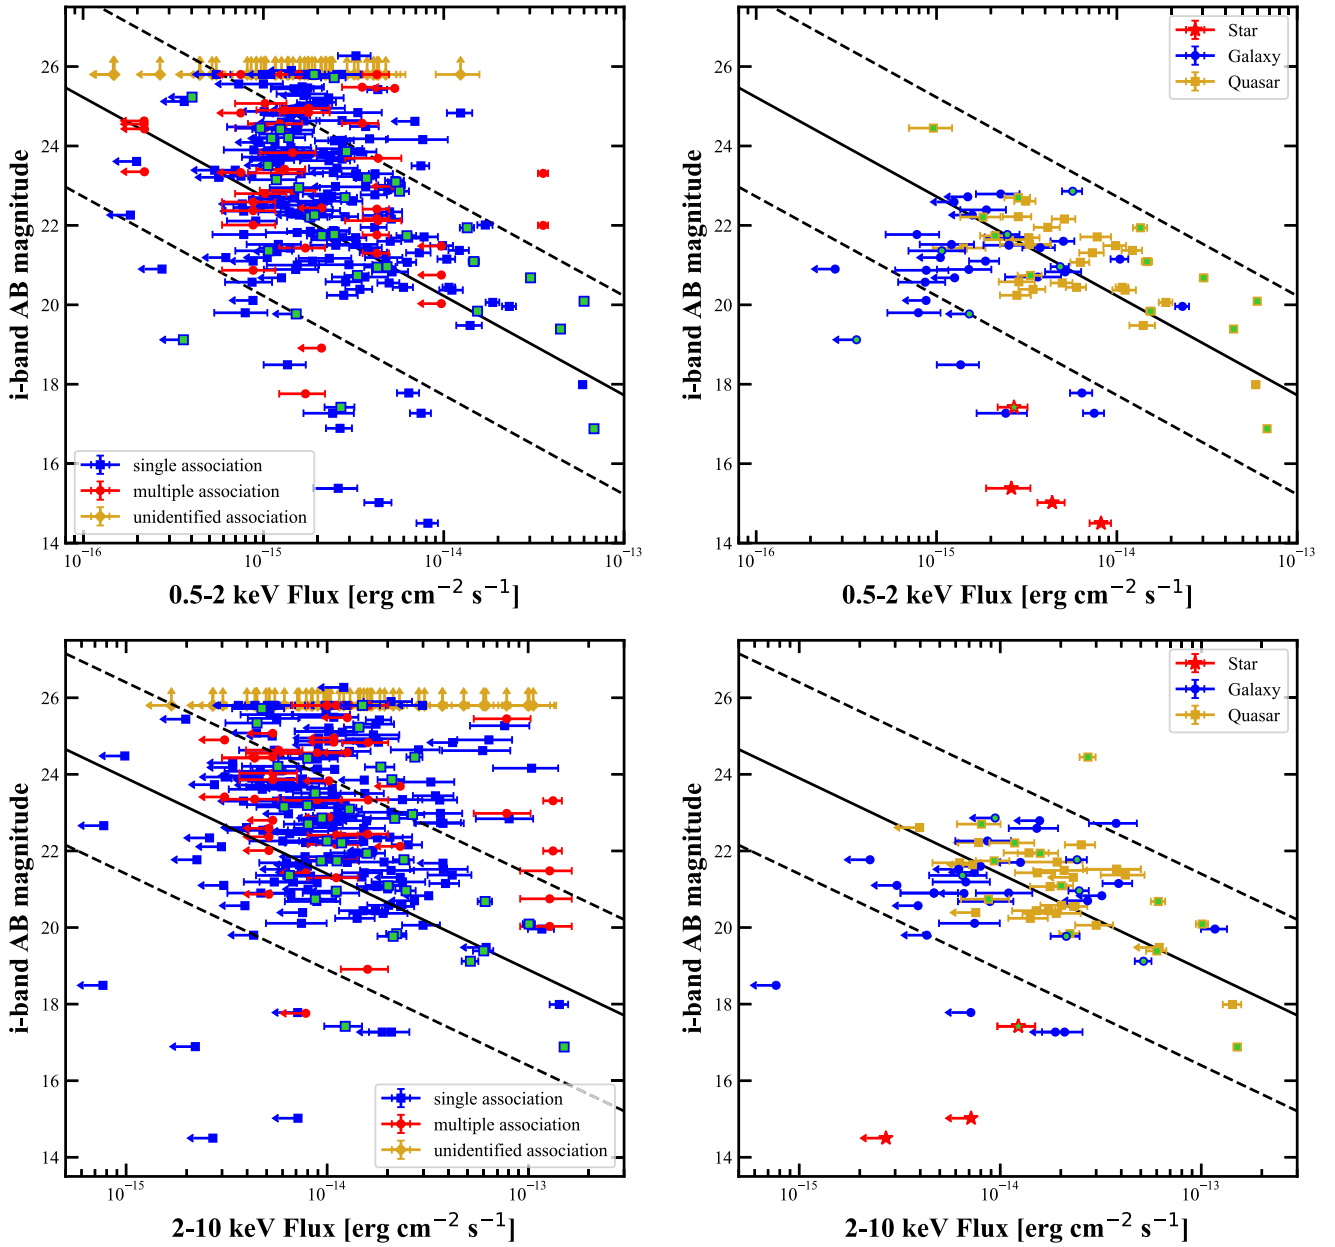 i-band AB magnitude
26
24
22
20
18
16
14
single association
multiple association
unidentified association
10⁻¹⁶
10⁻¹⁵
10⁻¹⁴
10⁻¹³
0.5-2 keV Flux [erg cm⁻² s⁻¹]
i-band AB magnitude
26
24
22
20
18
16
14
Star
Galaxy
Quasar
10⁻¹⁶
10⁻¹⁵
10⁻¹⁴
10⁻¹³
0.5-2 keV Flux [erg cm⁻² s⁻¹]
i-band AB magnitude
26
24
22
20
18
16
14
single association
multiple association
unidentified association
10⁻¹⁵
10⁻¹⁴
10⁻¹³
2-10 keV Flux [erg cm⁻² s⁻¹]
i-band AB magnitude
26
24
22
20
18
16
14
Star
Galaxy
Quasar
10⁻¹⁵
10⁻¹⁴
10⁻¹³
2-10 keV Flux [erg cm⁻² s⁻¹]